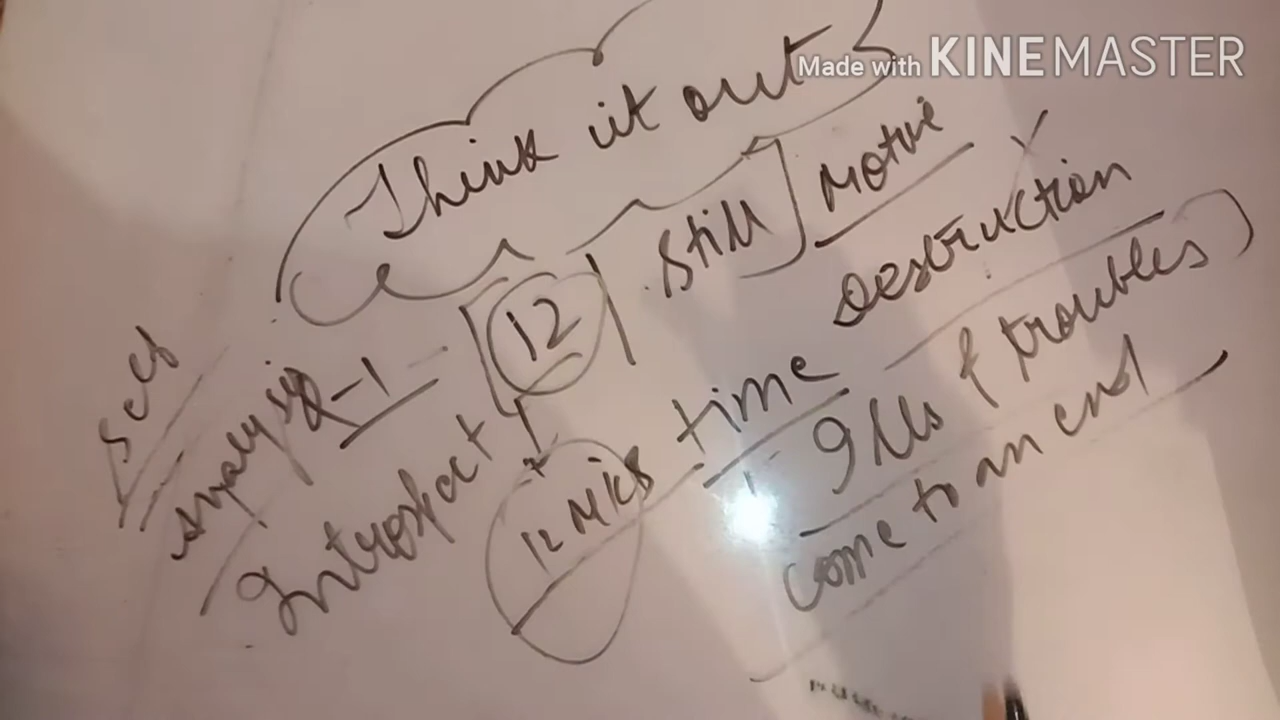 Made with KINEMASTER
Think it out
12 Still Motive
Destruction
Self
Analysis
Q-1
time
Ills & troubles
Introspect
12 Mks
come to an end